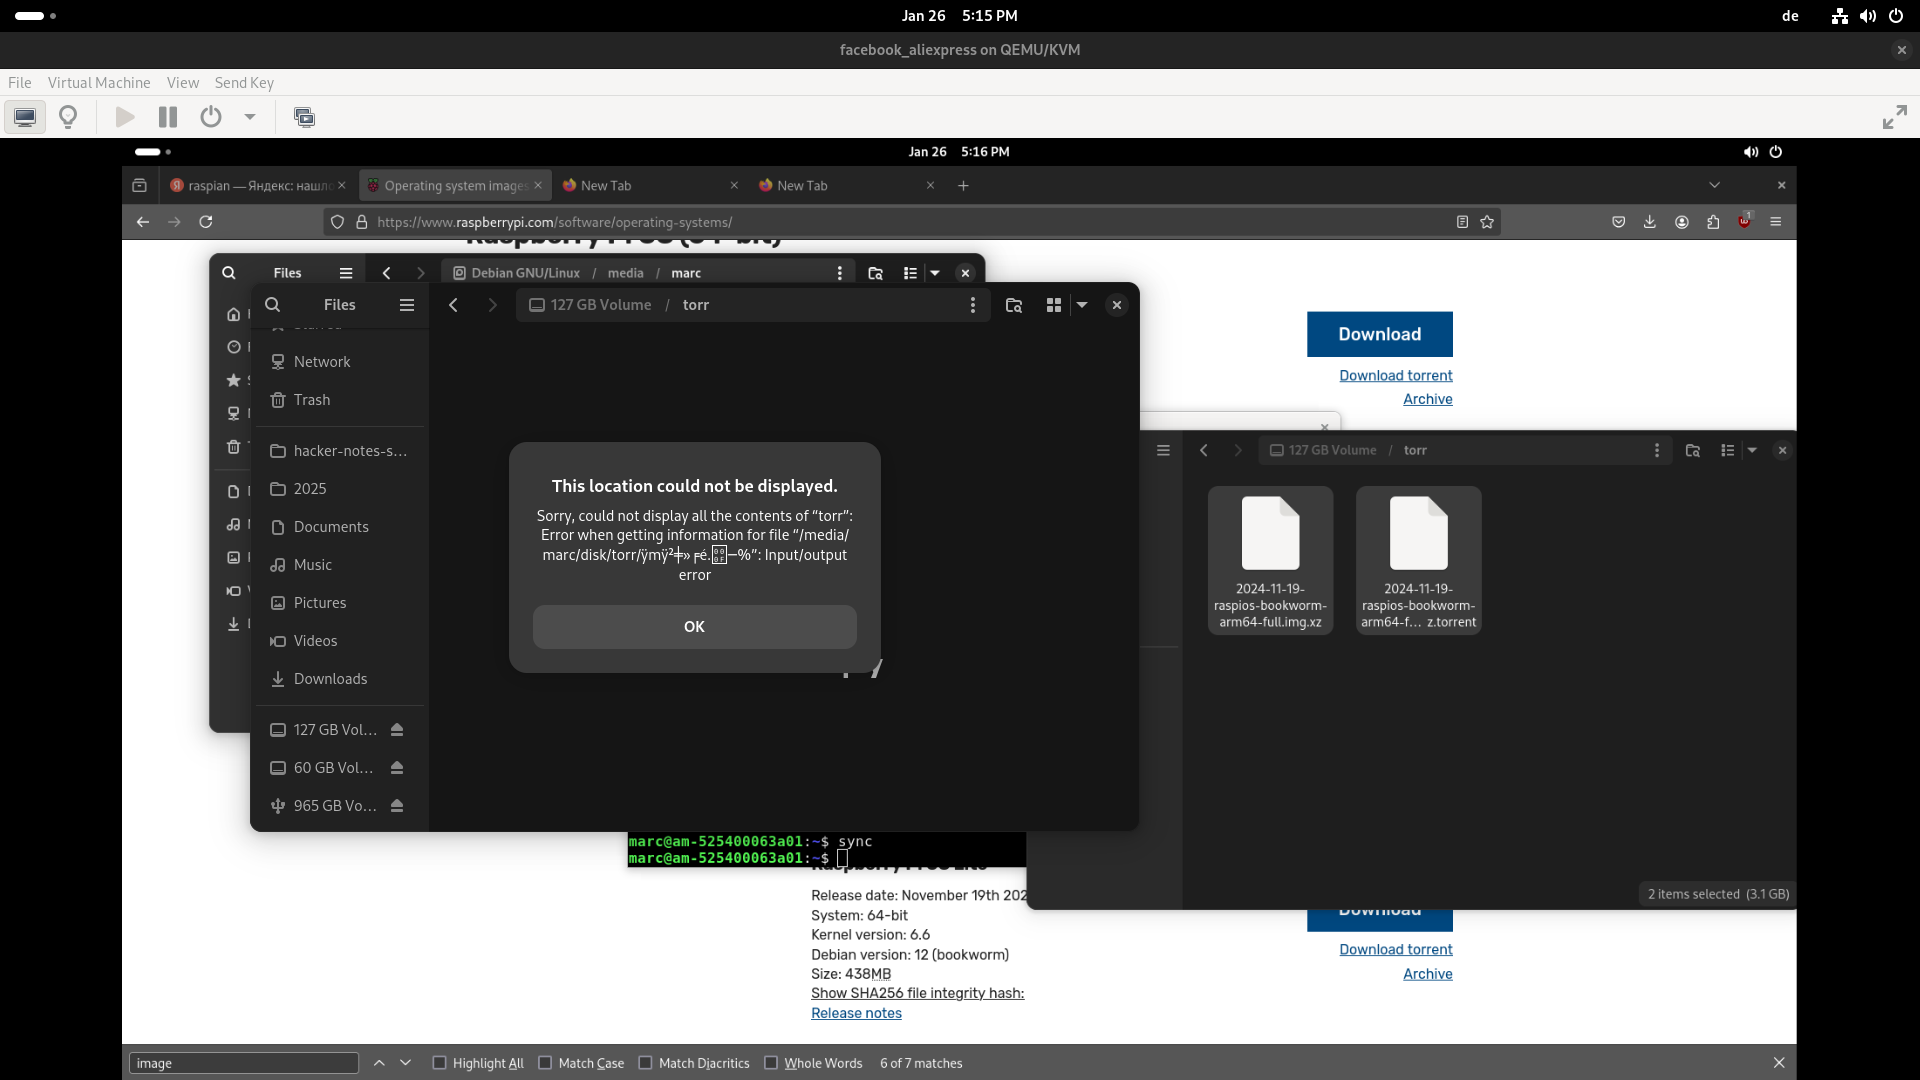 Jan 26 5:15 PM
de
facebook_aliexpress on QEMU/KVM
File Virtual Machine View Send Key
Jan 26 5:16 PM
raspian — Яндекс: нашло
Operating system images
New Tab
New Tab
https://www.raspberrypi.com/software/operating-systems/
1
Files
Debian GNU/Linux / media / marc
Files
127 GB Volume / torr
Network
Trash
hacker-notes-s...
2025
Documents
Music
Pictures
Videos
Downloads
127 GB Vol...
60 GB Vol...
965 GB Vo...
This location could not be displayed.
Sorry, could not display all the contents of “torr”:
Error when getting information for file “/media/
marc/disk/torr/ÿmÿ²╪» ╒é.–%”: Input/output
error
OK
Download
Download torrent
Archive
127 GB Volume / torr
2024-11-19-
raspios-bookworm-
arm64-full.img.xz
2024-11-19-
raspios-bookworm-
arm64-f… z.torrent
2 items selected (3.1 GB)
marc@am-525400063a01:~$ sync
marc@am-525400063a01:~$
Release date: November 19th 202
System: 64-bit
Kernel version: 6.6
Debian version: 12 (bookworm)
Size: 438MB
Show SHA256 file integrity hash:
Release notes
Download
Download torrent
Archive
image
Highlight All
Match Case
Match Diacritics
Whole Words
6 of 7 matches